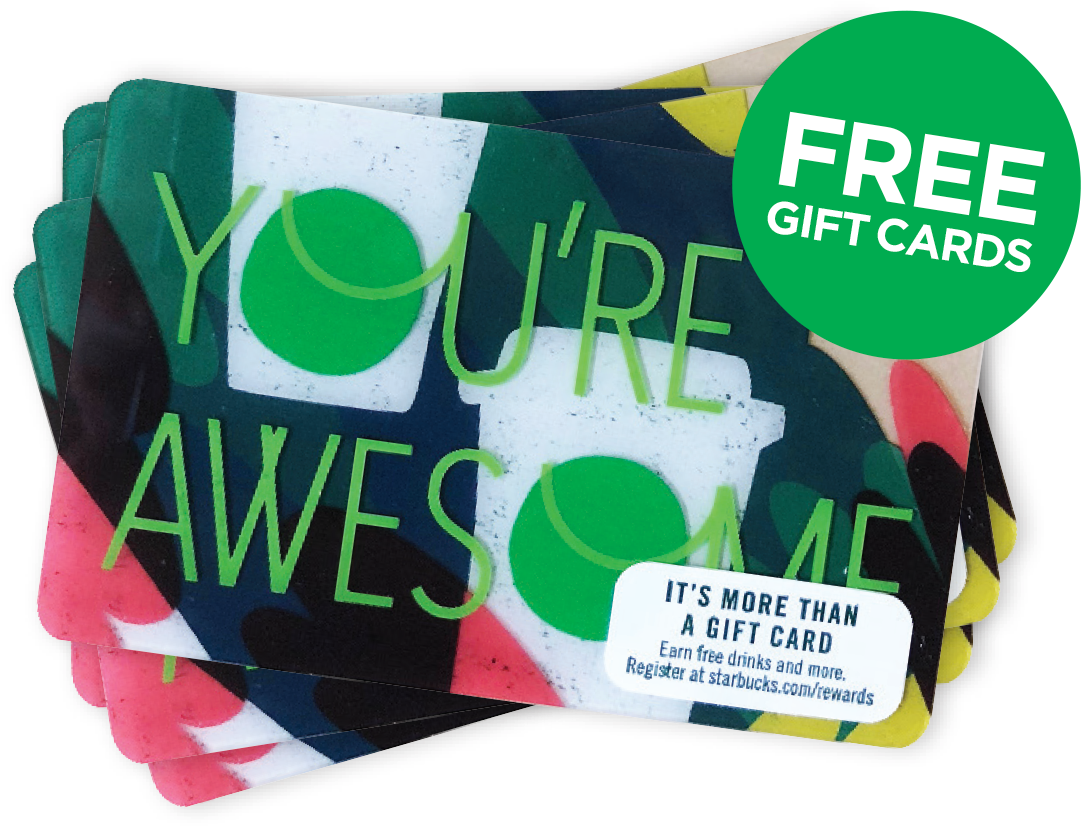 FREE
GIFT CARDS
YOU'RE
AWESOME
IT'S MORE THAN
A GIFT CARD
Earn free drinks and more.
Register at starbucks.com/rewards